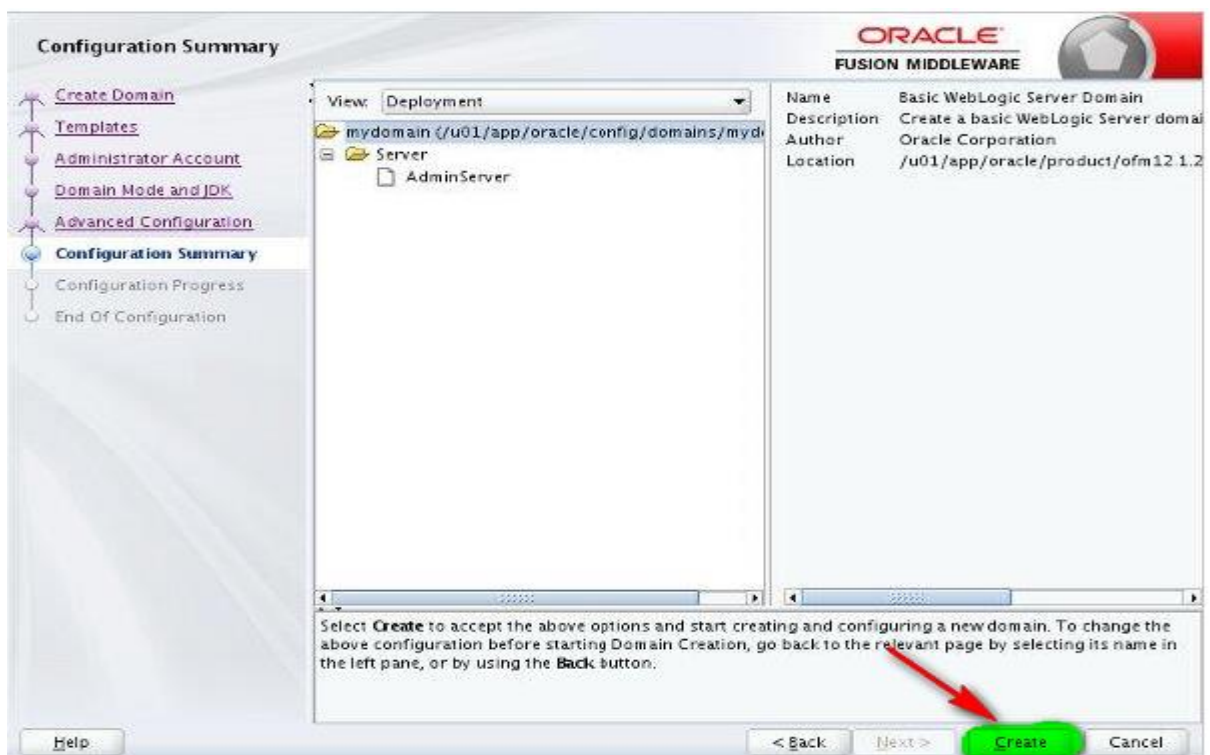 Configuration Summary
ORACLE
FUSION MIDDLEWARE
Create Domain
Templates
Administrator Account
Domain Mode and JDK
Advanced Configuration
Configuration Summary
Configuration Progress
End Of Configuration
View: Deployment
mydomain (/u01/app/oracle/config/domains/myd
Server
AdminServer
Name Basic WebLogic Server Domain
Description Create a basic WebLogic Server domai
Author Oracle Corporation
Location /u01/app/oracle/product/ofm12.1.2
Select Create to accept the above options and start creating and configuring a new domain. To change the
above configuration before starting Domain Creation, go back to the relevant page by selecting its name in
the left pane, or by using the Back button.
Help
< Back
Next >
Create
Cancel